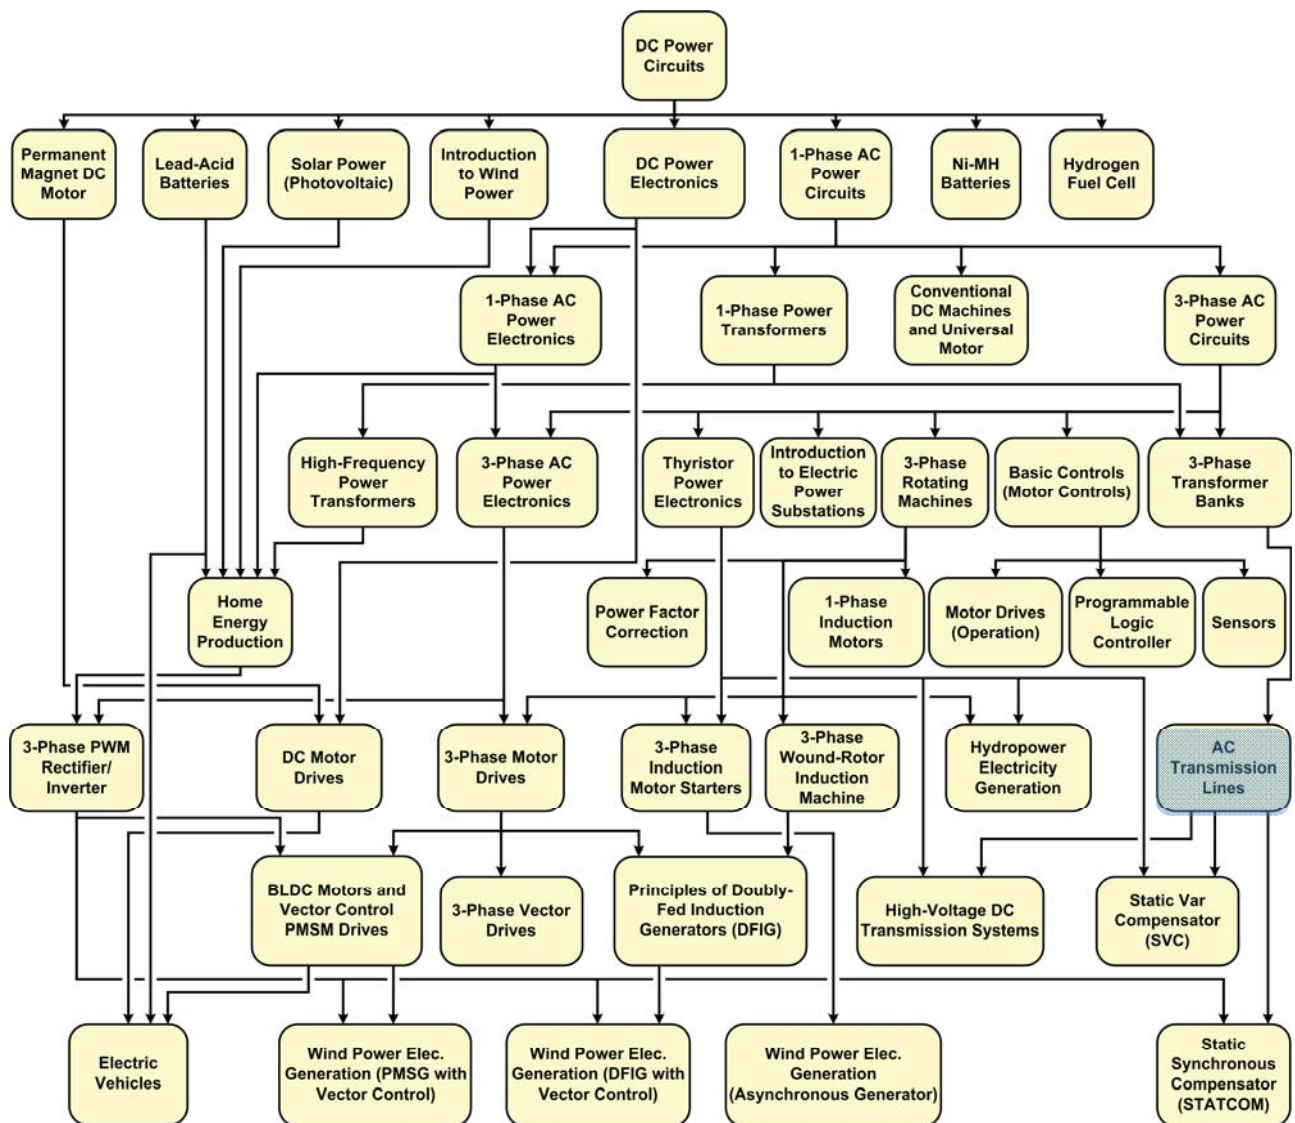 DC Power
Circuits
Permanent
Magnet DC
Motor
Lead-Acid
Batteries
Solar Power
(Photovoltaic)
Introduction
to Wind
Power
DC Power
Electronics
1-Phase AC
Power
Circuits
Ni-MH
Batteries
Hydrogen
Fuel Cell
1-Phase AC
Power
Electronics
1-Phase Power
Transformers
Conventional
DC Machines
and Universal
Motor
3-Phase AC
Power
Circuits
High-Frequency
Power
Transformers
3-Phase AC
Power
Electronics
Thyristor
Power
Electronics
Introduction
to Electric
Power
Substations
3-Phase
Rotating
Machines
Basic Controls
(Motor Controls)
3-Phase
Transformer
Banks
Home
Energy
Production
Power Factor
Correction
1-Phase
Induction
Motors
Motor Drives
(Operation)
Programmable
Logic
Controller
Sensors
3-Phase PWM
Rectifier/
Inverter
DC Motor
Drives
3-Phase Motor
Drives
3-Phase
Induction
Motor Starters
3-Phase
Wound-Rotor
Induction
Machine
Hydropower
Electricity
Generation
AC
Transmission
Lines
BLDC Motors and
Vector Control
PMSM Drives
3-Phase Vector
Drives
Principles of Doubly-
Fed Induction
Generators (DFIG)
High-Voltage DC
Transmission Systems
Static Var
Compensator
(SVC)
Electric
Vehicles
Wind Power Elec.
Generation (PMSG with
Vector Control)
Wind Power Elec.
Generation (DFIG with
Vector Control)
Wind Power Elec.
Generation
(Asynchronous Generator)
Static
Synchronous
Compensator
(STATCOM)